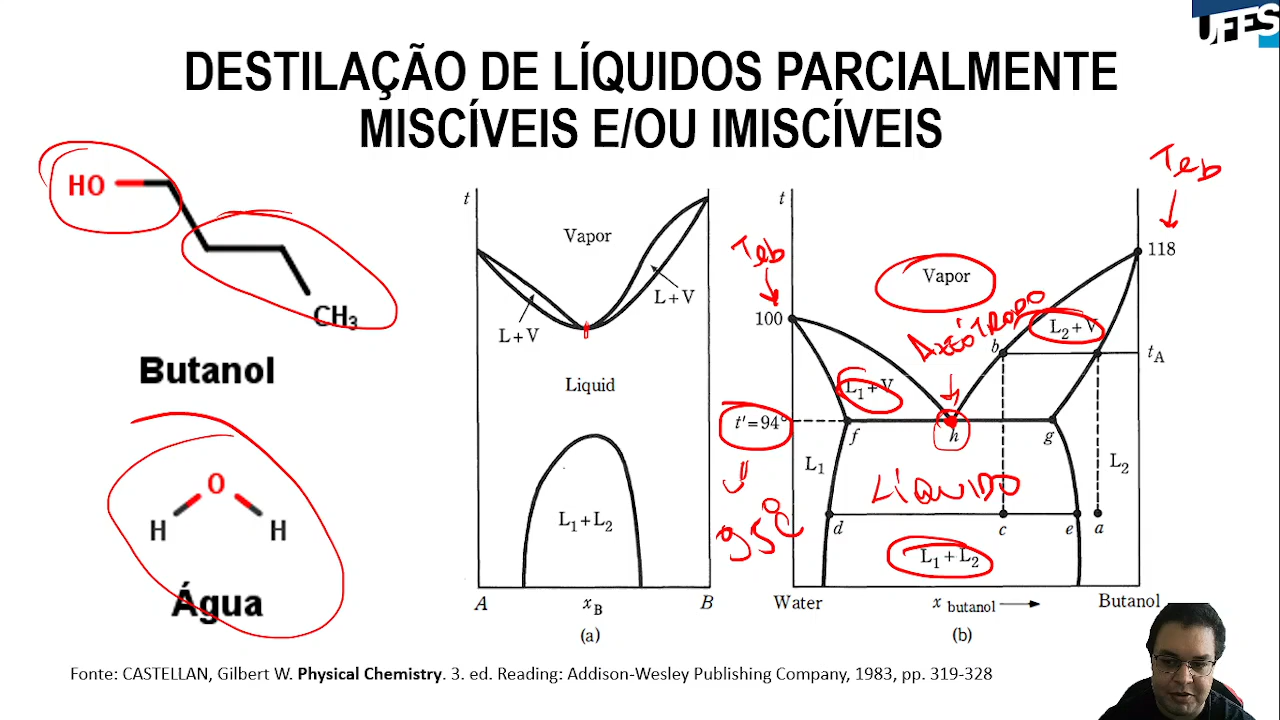 UFES
DESTILAÇÃO DE LÍQUIDOS PARCIALMENTE
MISCÍVEIS E/OU IMISCÍVEIS
HO
CH3
Butanol
H
O
H
Água
t
Vapor
L+V
L+V
Liquid
L1+L2
A
xB
B
(a)
t
Teb
Teb
118
Vapor
100
AZEÓTROPO
L2+V
b
tA
L1+V
t'=94°
f
h
g
L1
L2
LÍQUIDO
95°C
d
c
e
a
L1+L2
Water
x butanol
Butanol
(b)
Fonte: CASTELLAN, Gilbert W. Physical Chemistry. 3. ed. Reading: Addison-Wesley Publishing Company, 1983, pp. 319-328